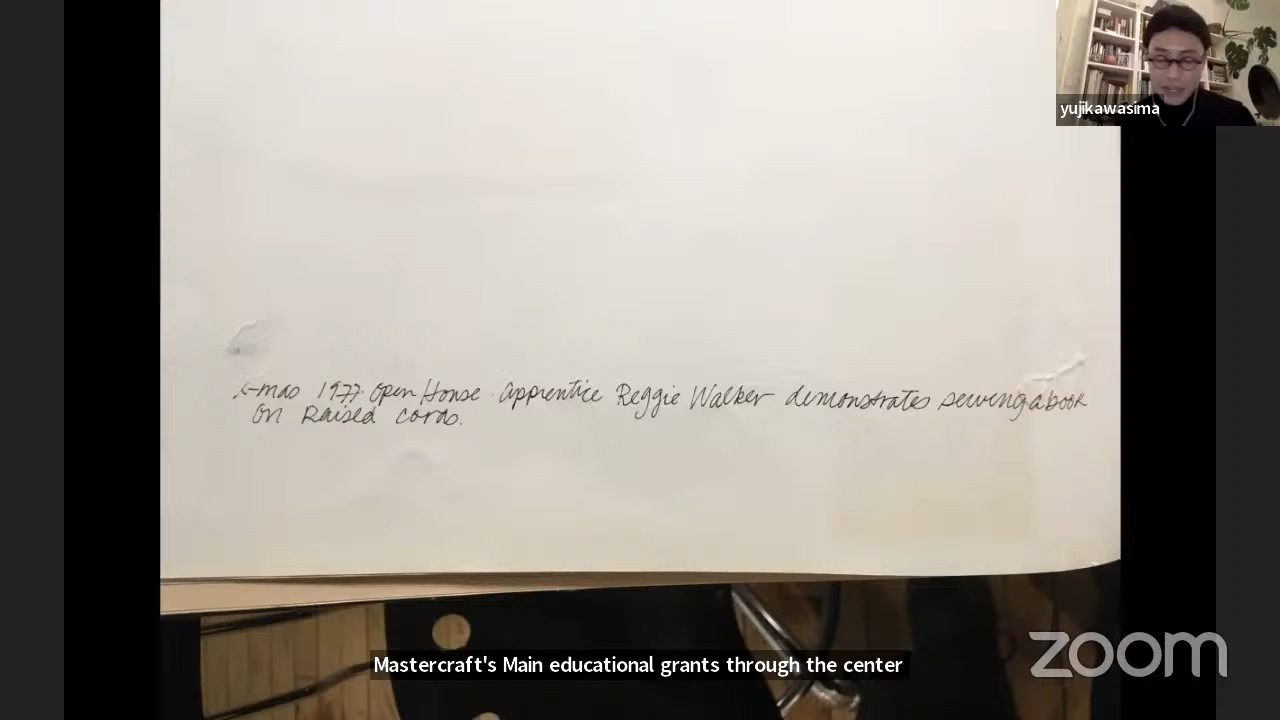 yujikawasima
X-mas 1977. Open House. Apprentice Reggie Walker demonstrates sewing a book
on Raised cords.
Mastercraft's Main educational grants through the center
zoom